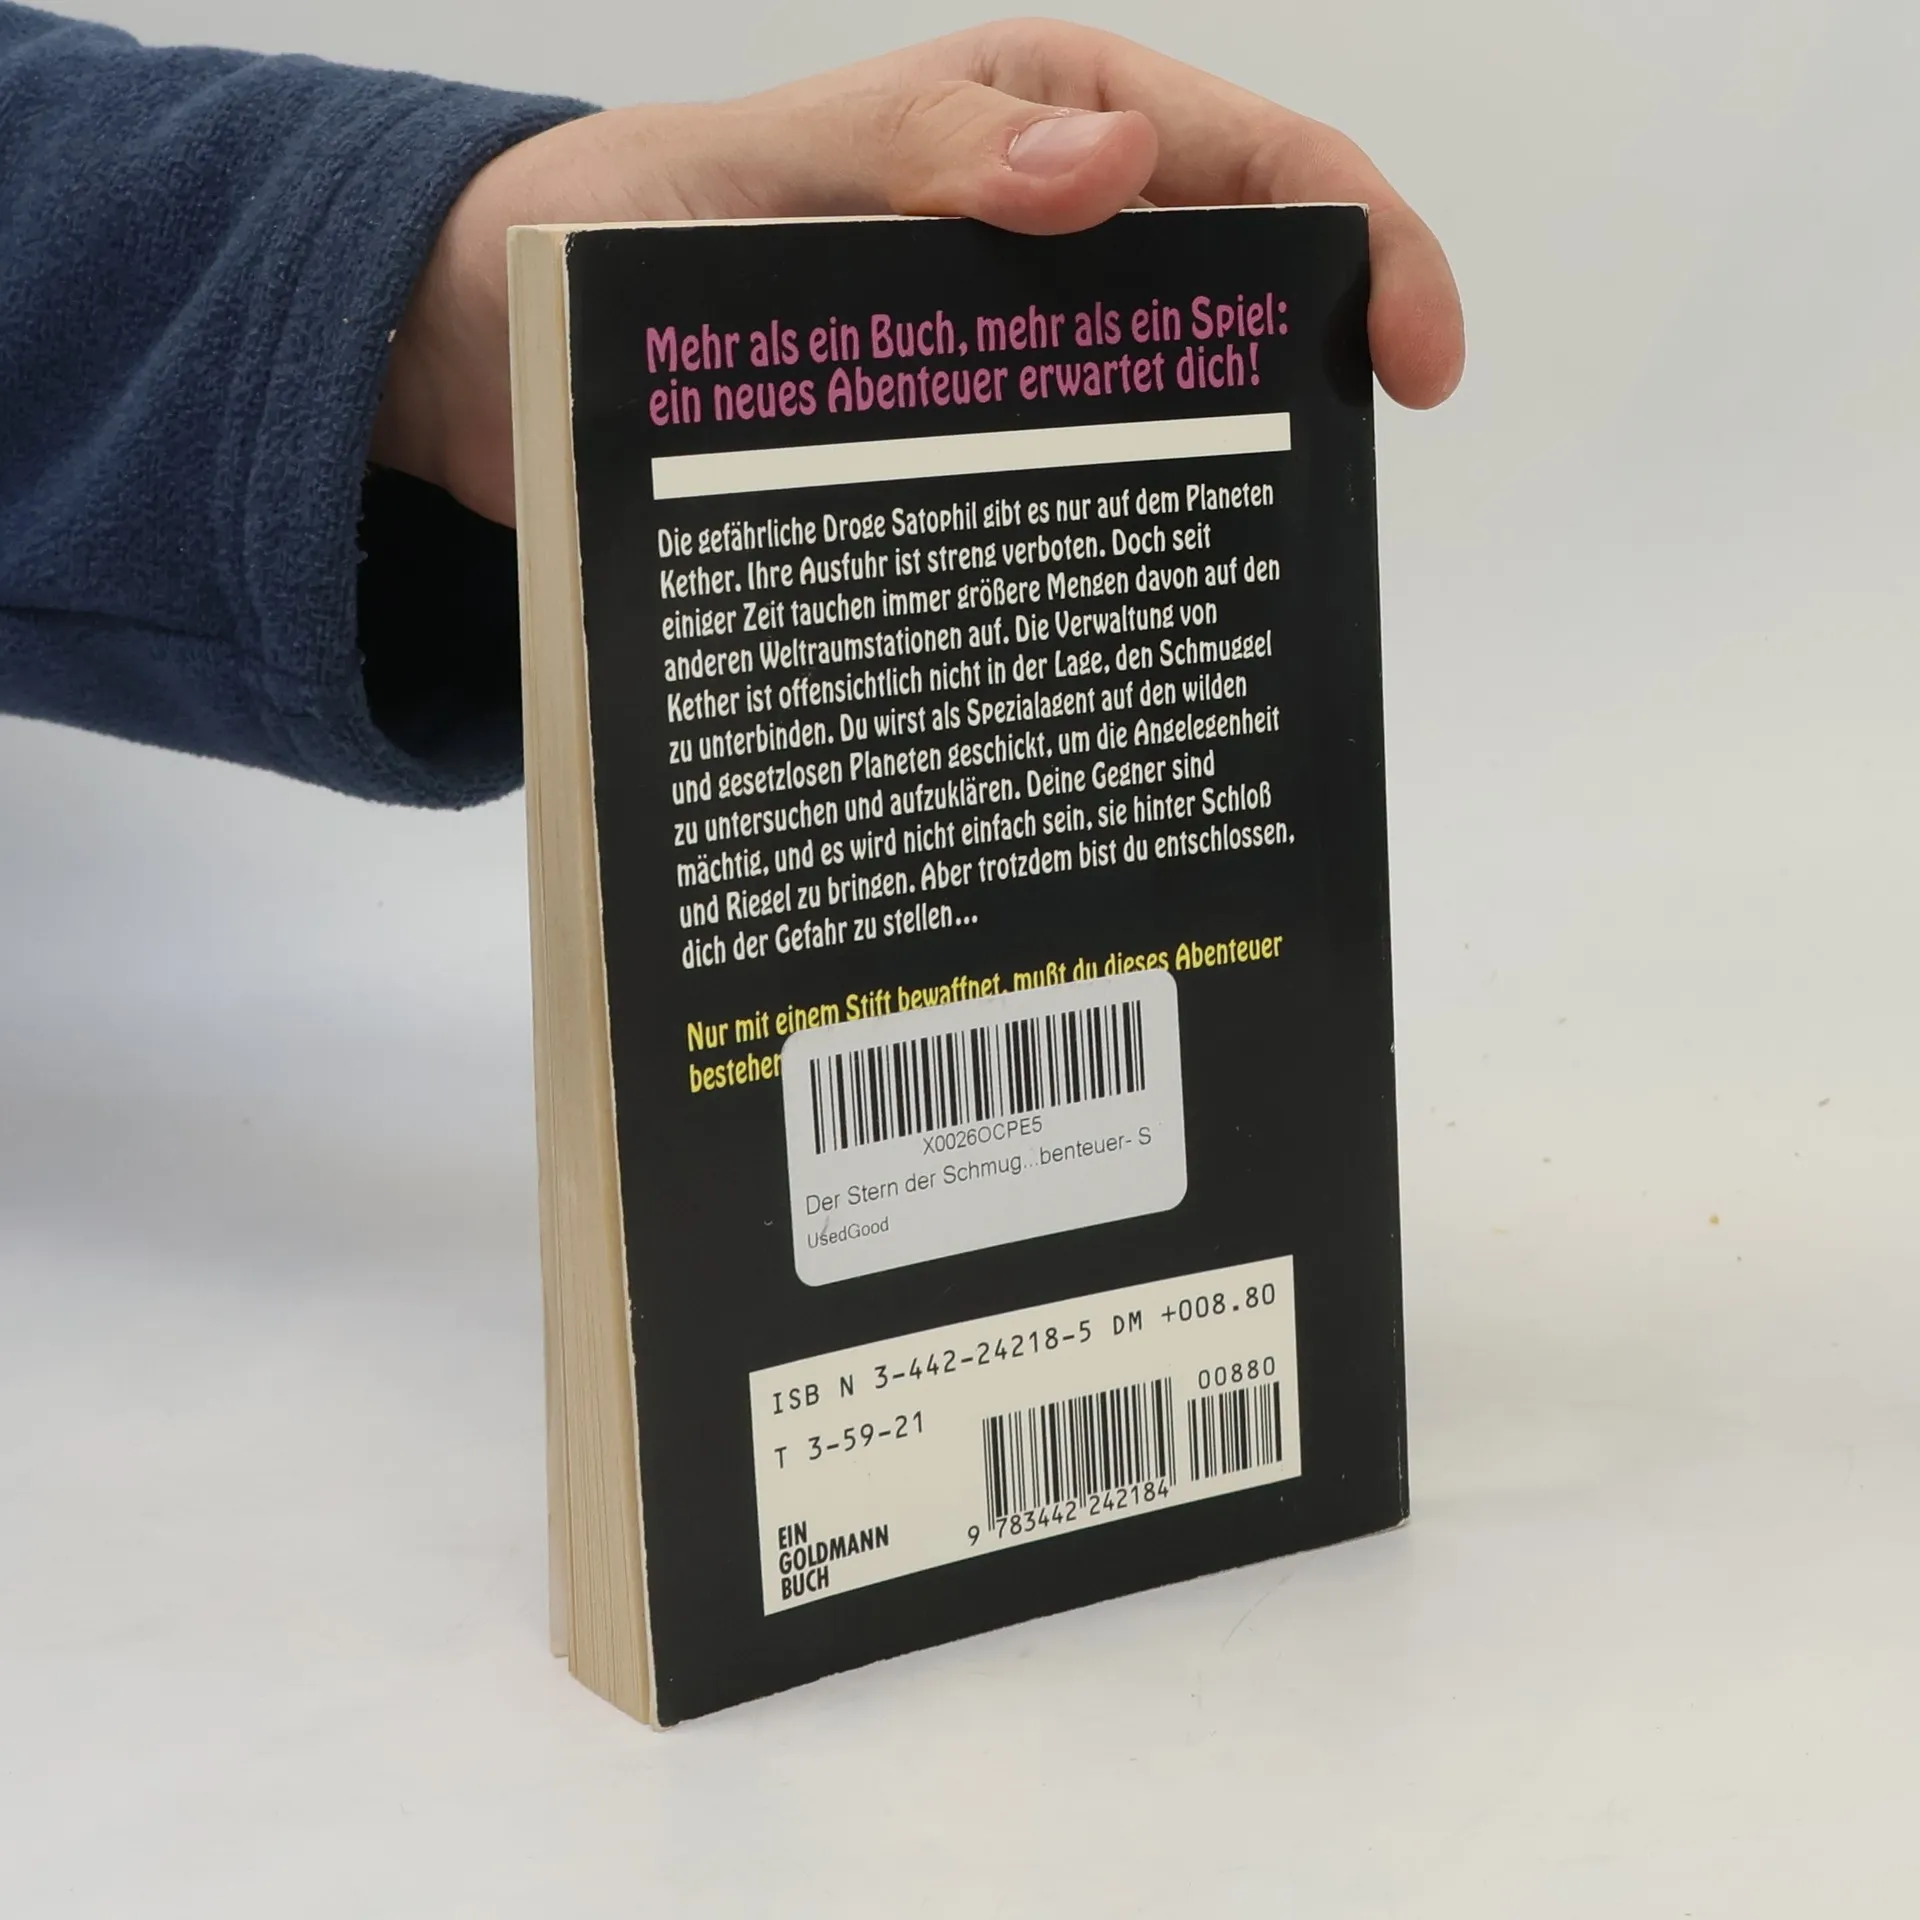 Mehr als ein Buch, mehr als ein Spiel:
ein neues Abenteuer erwartet dich!
Die gefährliche Droge Satophil gibt es nur auf dem Planeten
Kether. Ihre Ausfuhr ist streng verboten. Doch seit
einiger Zeit tauchen immer größere Mengen davon auf den
anderen Weltraumstationen auf. Die Verwaltung von
Kether ist offensichtlich nicht in der Lage, den Schmuggel
zu unterbinden. Du wirst als Spezialagent auf den wilden
und gesetzlosen Planeten geschickt, um die Angelegenheit
zu untersuchen und aufzuklären. Deine Gegner sind
mächtig, und es wird nicht einfach sein, sie hinter Schloß
und Riegel zu bringen. Aber trotzdem bist du entschlossen,
dich der Gefahr zu stellen...
Nur mit einem Stift bewaffnet, mußt du dieses Abenteuer
X0026OCPE5
Der Stern der Schmug...benteuer- S
UsedGood
ISB N 3-442-24218-5 DM +008.80
T 3-59-21
00880
9 783442 242184
EIN
GOLDMANN
BUCH